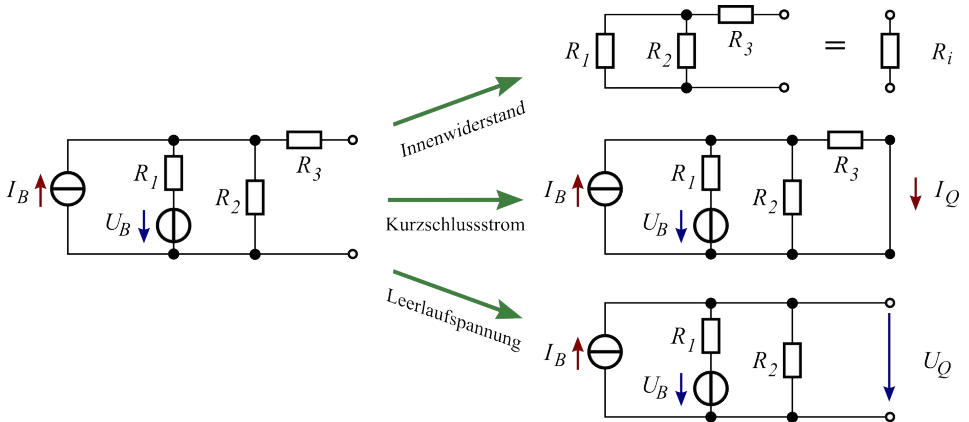 R1
R2
R3
=
Ri
Innenwiderstand
IB
R1
UB
R2
R3
Kurzschlussstrom
IB
R1
UB
R2
R3
IQ
Leerlaufspannung
IB
R1
UB
R2
UQ